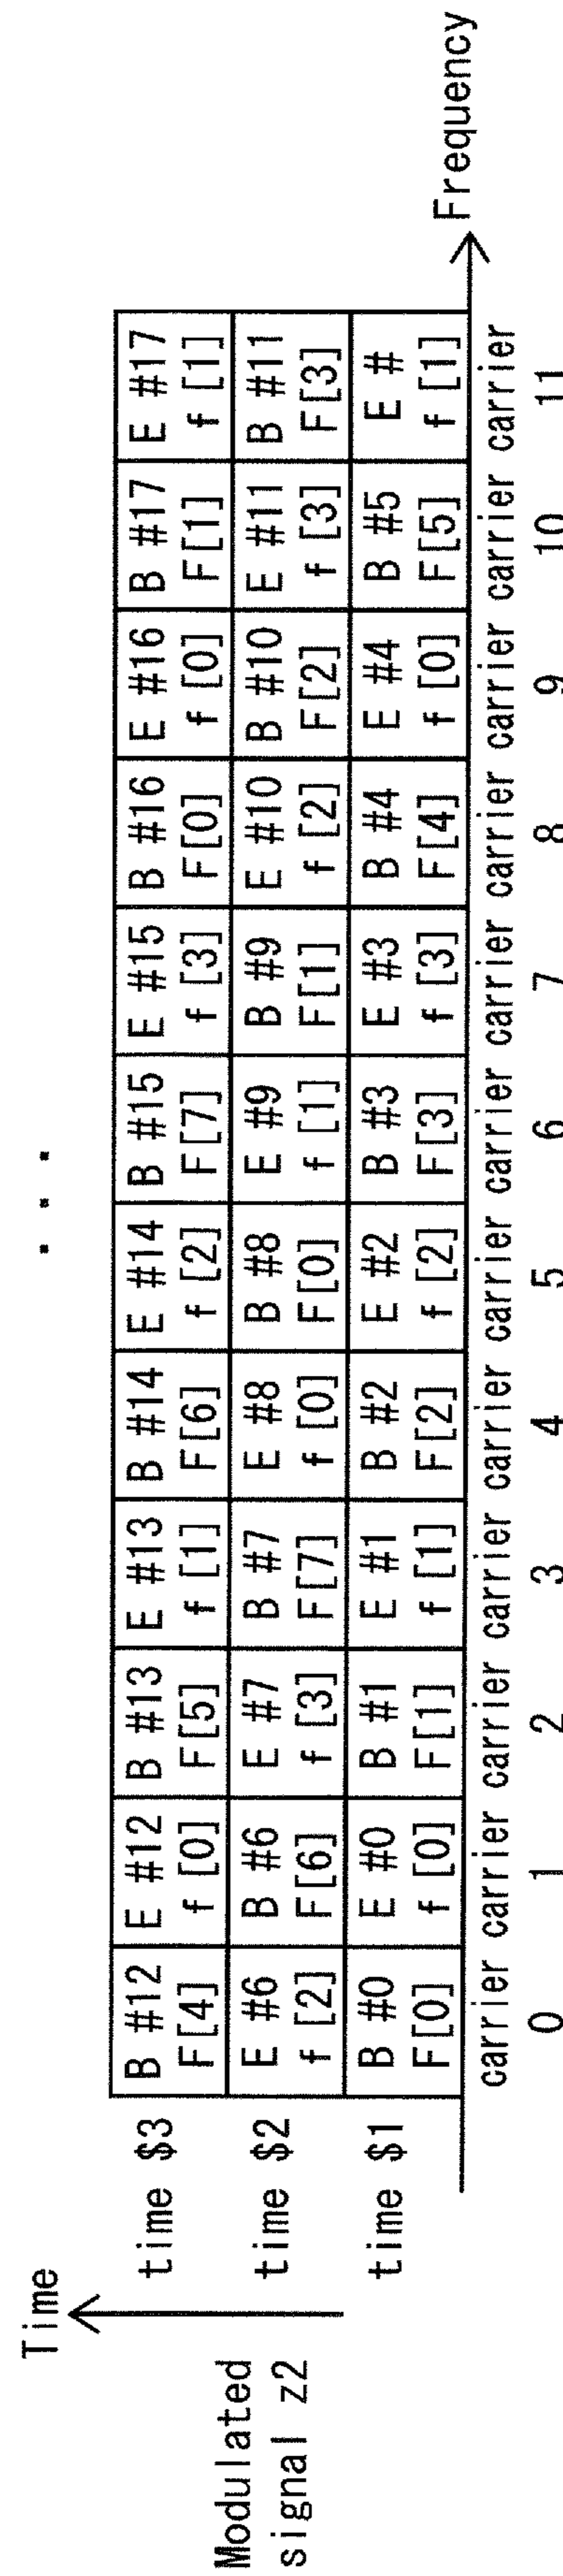 Time
time $3
B #12 E #12 B #13 E #13 B #14 E #14 B #15 E #15 B #16 E #16 B #17 E #17
F[4] f [0] F[5] f [1] F[6] f [2] F[7] f [3] F[0] f [0] F[1] f [1]
Modulated
signal z2
time $2
E #6 B #6 E #7 B #7 E #8 B #8 E #9 B #9 E #10 B #10 E #11 B #11
f [2] F[6] f [3] F[7] f [0] F[0] f [1] F[1] f [2] F[2] f [3] F[3]
time $1
B #0 E #0 B #1 E #1 B #2 E #2 B #3 E #3 B #4 E #4 B #5 E #
F[0] f [0] F[1] f [1] F[2] f [2] F[3] f [3] F[4] f [0] F[5] f [1]
Frequency
carrier carrier carrier carrier carrier carrier carrier carrier carrier carrier carrier carrier
0 1 2 3 4 5 6 7 8 9 10 11